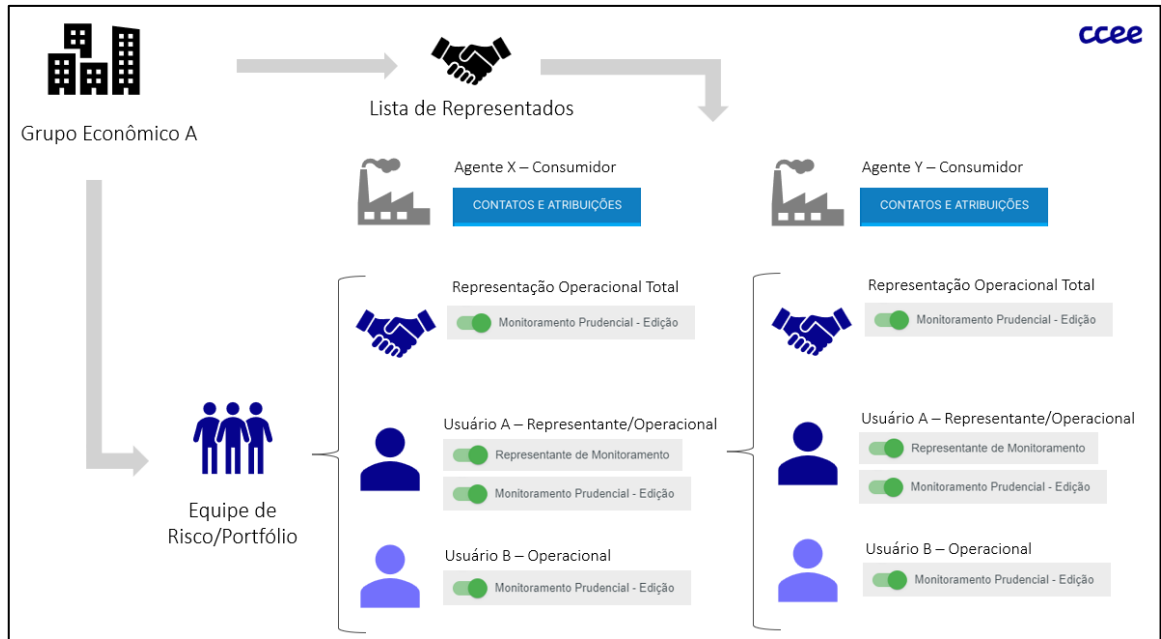 ccee
Grupo Econômico A
Lista de Representados
Agente X – Consumidor
CONTATOS E ATRIBUIÇÕES
Agente Y – Consumidor
CONTATOS E ATRIBUIÇÕES
Equipe de
Risco/Portfólio
Representação Operacional Total
Monitoramento Prudencial - Edição
Usuário A – Representante/Operacional
Representante de Monitoramento
Monitoramento Prudencial - Edição
Usuário B – Operacional
Monitoramento Prudencial - Edição
Representação Operacional Total
Monitoramento Prudencial - Edição
Usuário A – Representante/Operacional
Representante de Monitoramento
Monitoramento Prudencial - Edição
Usuário B – Operacional
Monitoramento Prudencial - Edição